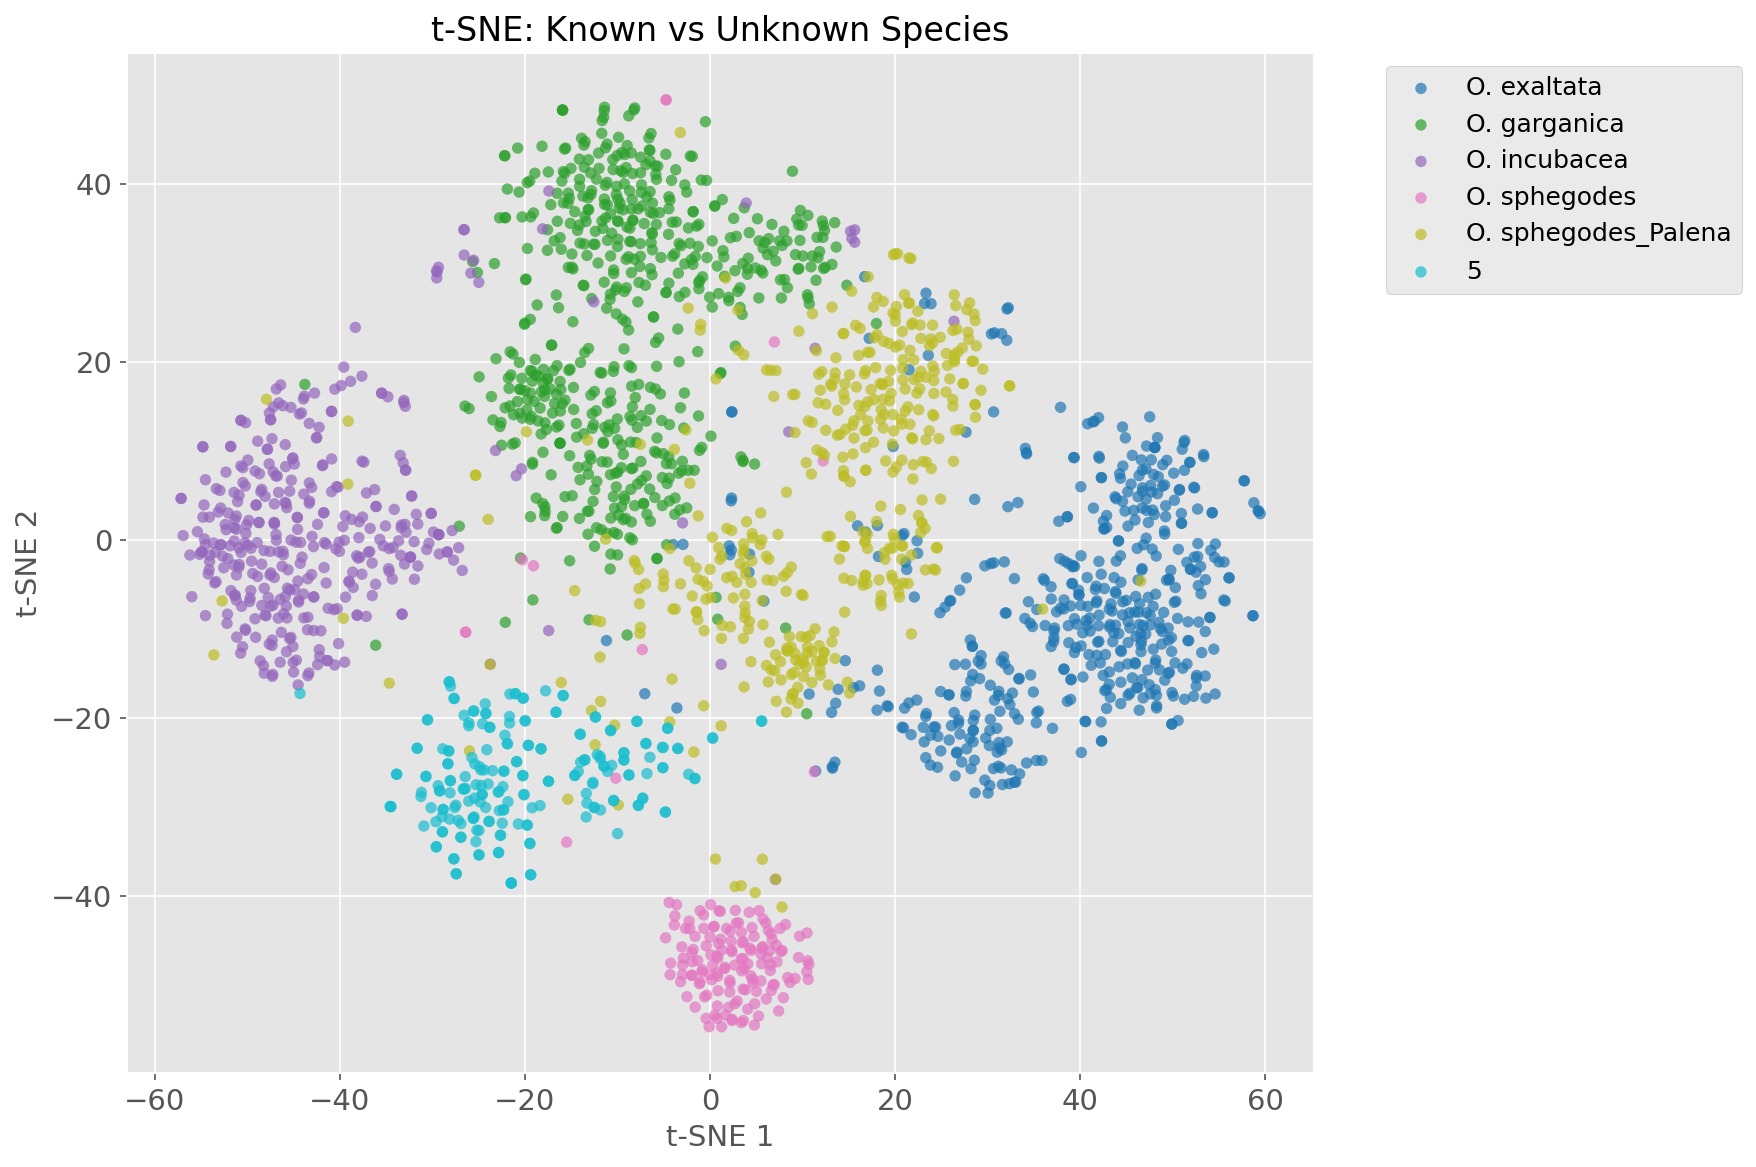 t-SNE: Known vs Unknown Species
O. exaltata
O. garganica
O. incubacea
O. sphegodes
O. sphegodes_Palena
5
40
20
0
−20
−40
t-SNE 2
−60
−40
−20
0
20
40
60
t-SNE 1